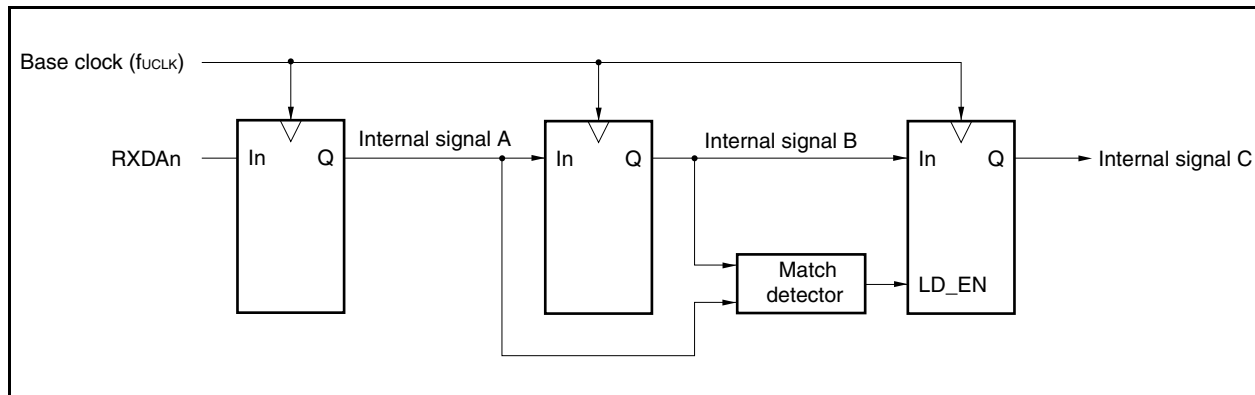 Base clock (fUCLK)
Internal signal A
Internal signal B
RXDAn
In
Q
In
Q
In
Q
Internal signal C
Match
detector
LD_EN